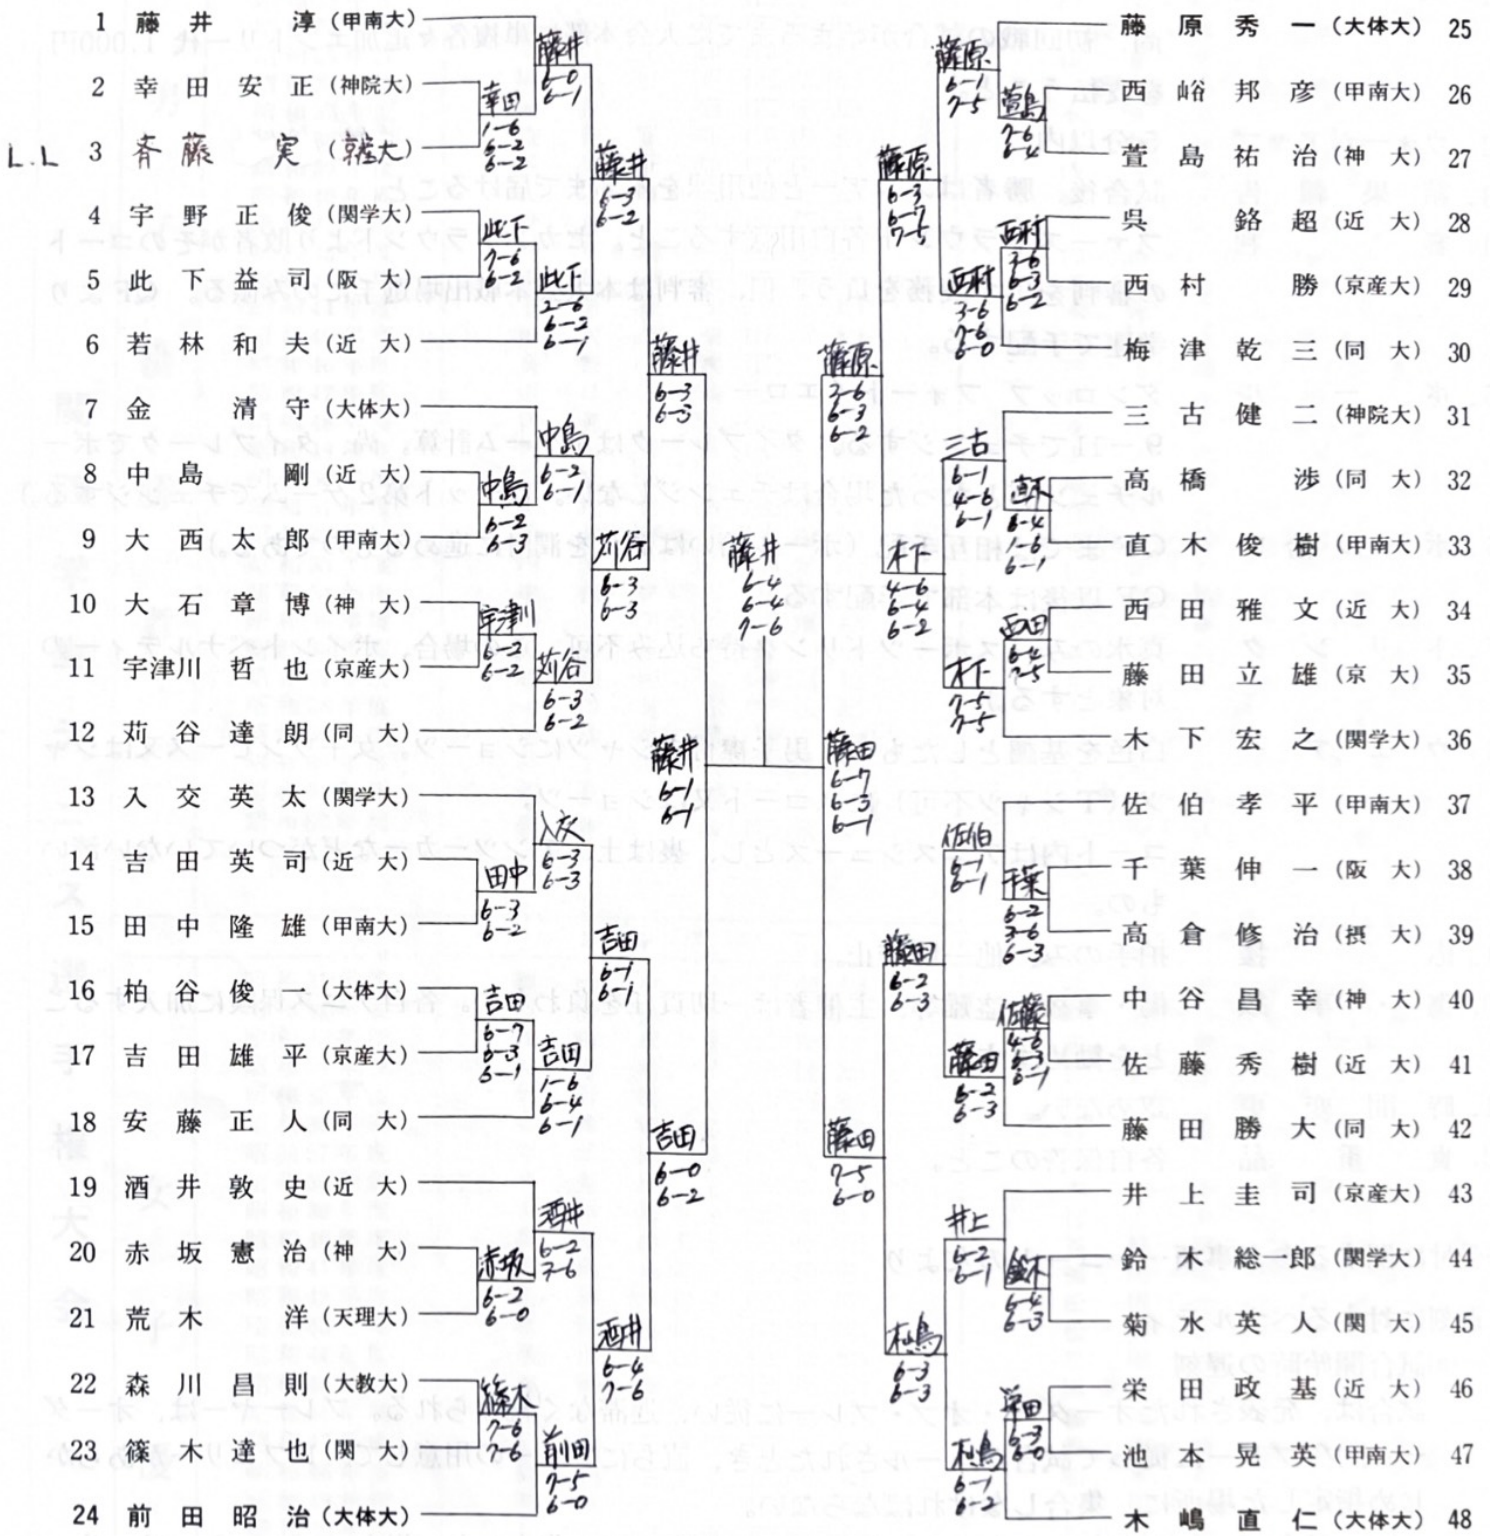 1 藤井 淳 (甲南大)
2 幸田安正 (神院大)
L.L 3 斉藤 実
4 宇野正俊 (関学大)
5 此下益司 (阪大)
6 若林和夫 (近大)
7 金 清守 (大体大)
8 中島 剛 (近大)
9 大西太郎 (甲南大)
10 大石章博 (神大)
11 宇津川哲也 (京産大)
12 苅谷達朗 (同大)
13 入交英太 (関学大)
14 吉田英司 (近大)
15 田中隆雄 (甲南大)
16 柏谷俊一 (大体大)
17 吉田雄平 (京産大)
18 安藤正人 (同大)
19 酒井敦史 (近大)
20 赤坂憲治 (神大)
21 荒木 洋 (天理大)
22 森川昌則 (大教大)
23 篠木達也 (関大)
24 前田昭治 (大体大)
幸田
1-6
6-2
6-2
此下
7-6
6-2
中島
6-2
6-3
宇津川
6-2
6-2
田中
6-3
6-2
吉田
6-7
6-3
6-1
赤坂
6-2
6-0
篠木
7-6
7-6
藤井
6-0
6-1
此下
2-6
6-2
6-1
中島
6-2
6-1
苅谷
6-3
6-2
入交
6-3
6-3
吉田
1-6
6-4
6-1
酒井
6-2
7-6
前田
7-5
6-0
藤井
6-3
6-2
苅谷
6-3
6-3
吉田
6-1
6-1
酒井
6-4
7-6
藤井
6-3
6-3
吉田
6-0
6-2
藤井
6-1
6-1
藤井
6-4
6-4
7-6
藤田
6-7
6-3
6-1
藤原
3-6
6-3
6-2
藤田
7-5
6-0
藤原
6-3
6-7
7-5
木下
4-6
6-4
6-2
藤田
6-2
6-3
木嶋
6-3
6-3
藤原
6-1
7-5
西村
3-6
7-6
6-0
三古
6-1
4-6
6-1
木下
7-5
7-5
佐伯
6-1
6-1
藤田
6-2
6-3
井上
6-2
6-1
木嶋
6-1
6-2
萱島
7-6
6-4
西村
3-6
6-3
6-2
直木
6-4
1-6
6-1
西田
6-4
7-5
千葉
6-2
3-6
6-3
佐藤
4-6
6-3
6-1
鈴木
6-4
6-3
栄田
6-3
6-0
藤原秀一 (大体大) 25
西峪邦彦 (甲南大) 26
萱島祐治 (神大) 27
呉 銘超 (近大) 28
西村 勝 (京産大) 29
梅津乾三 (同大) 30
三古健二 (神院大) 31
高橋 渉 (同大) 32
直木俊樹 (甲南大) 33
西田雅文 (近大) 34
藤田立雄 (京大) 35
木下宏之 (関学大) 36
佐伯孝平 (甲南大) 37
千葉伸一 (阪大) 38
高倉修治 (摂大) 39
中谷昌幸 (神大) 40
佐藤秀樹 (近大) 41
藤田勝大 (同大) 42
井上圭司 (京産大) 43
鈴木総一郎 (関学大) 44
菊水英人 (関大) 45
栄田政基 (近大) 46
池本晃英 (甲南大) 47
木嶋直仁 (大体大) 48